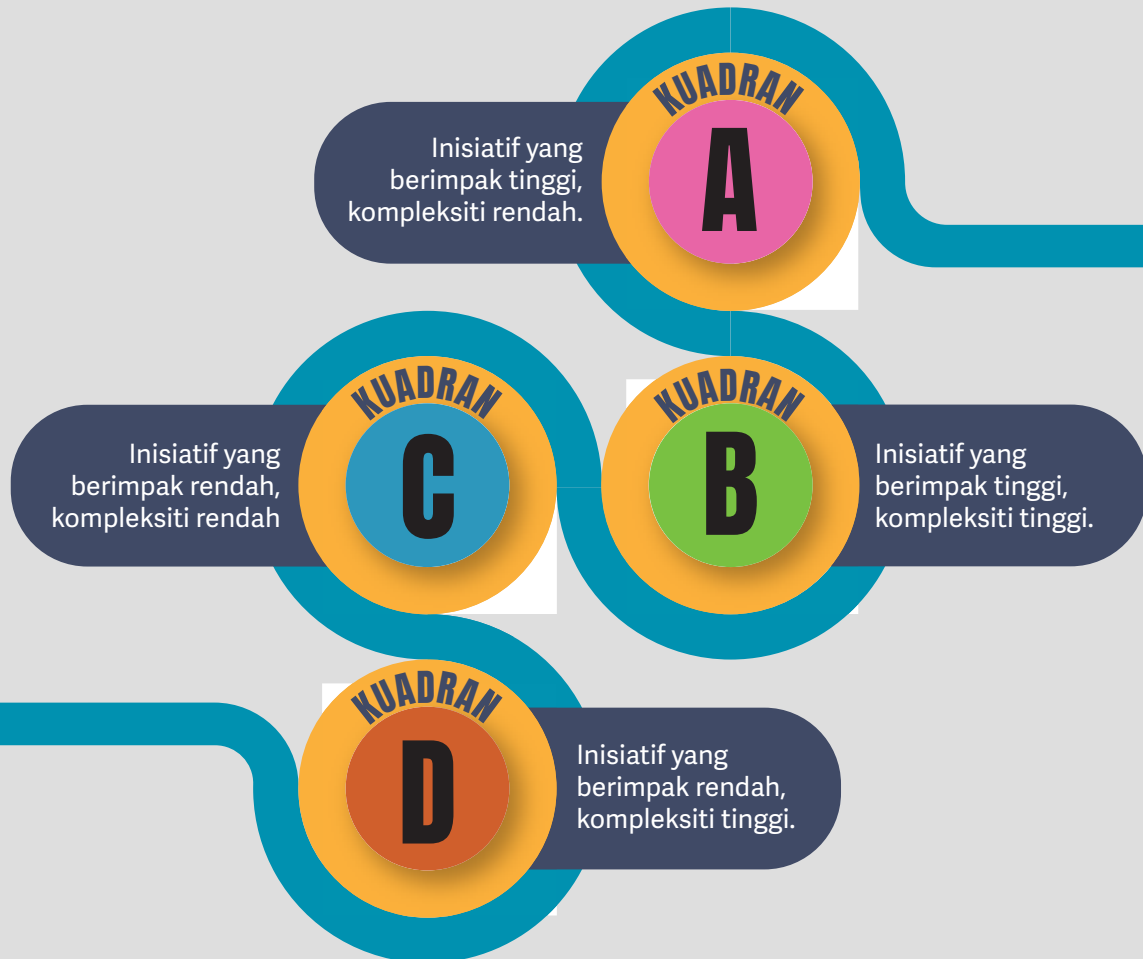 KUADRAN
A
Inisiatif yang
berimpak tinggi,
kompleksiti rendah.
KUADRAN
B
Inisiatif yang
berimpak tinggi,
kompleksiti tinggi.
KUADRAN
C
Inisiatif yang
berimpak rendah,
kompleksiti rendah
KUADRAN
D
Inisiatif yang
berimpak rendah,
kompleksiti tinggi.